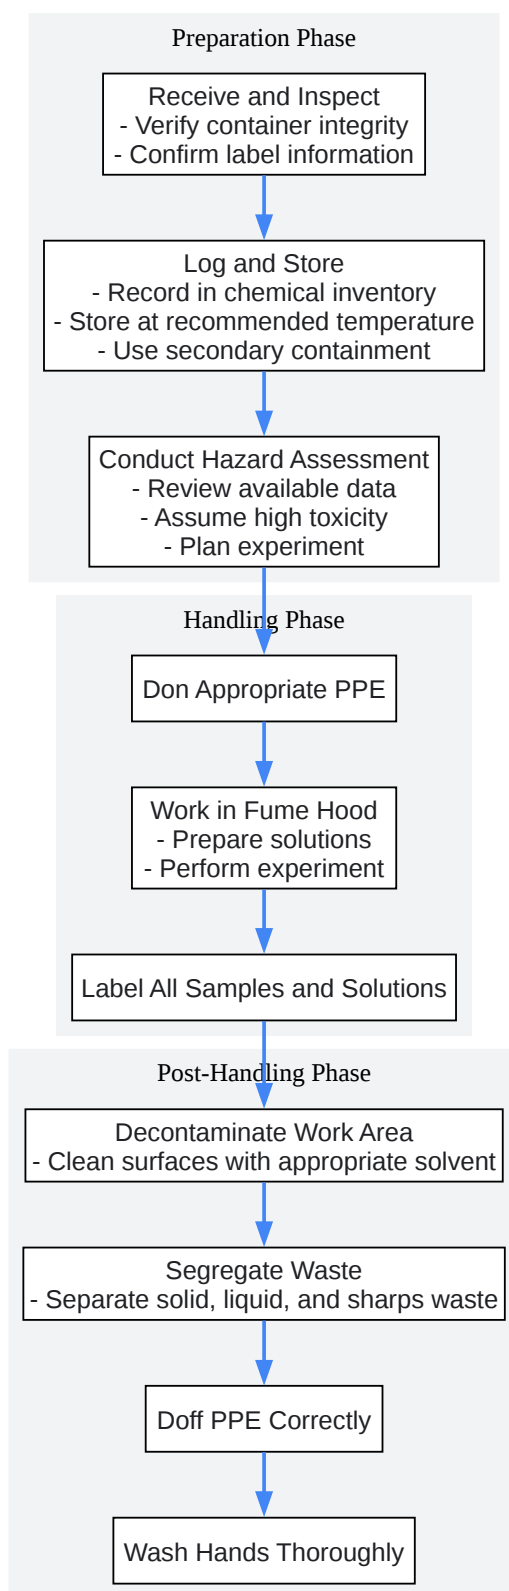 Preparation Phase
Receive and Inspect
- Verify container integrity
- Confirm label information
Log and Store
- Record in chemical inventory
- Store at recommended temperature
- Use secondary containment
Conduct Hazard Assessment
- Review available data
- Assume high toxicity
- Plan experiment
Handling Phase
Don Appropriate PPE
Work in Fume Hood
- Prepare solutions
- Perform experiment
Label All Samples and Solutions
Post-Handling Phase
Decontaminate Work Area
- Clean surfaces with appropriate solvent
Segregate Waste
- Separate solid, liquid, and sharps waste
Doff PPE Correctly
Wash Hands Thoroughly